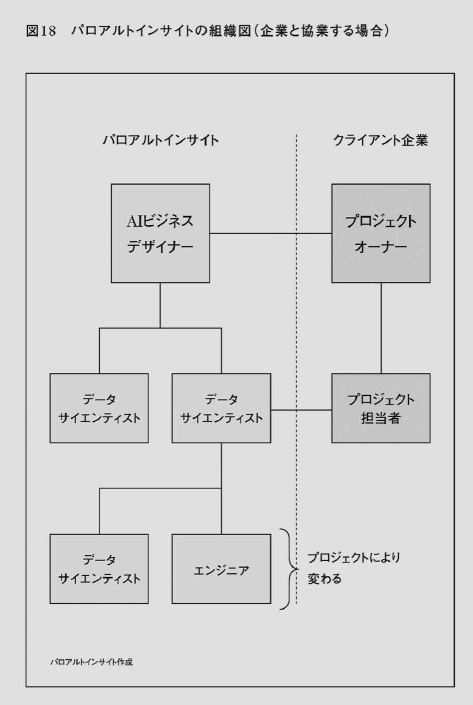 図18　パロアルトインサイトの組織図（企業と協業する場合）
パロアルトインサイト
クライアント企業
AIビジネス
デザイナー
プロジェクト
オーナー
データ
サイエンティスト
データ
サイエンティスト
プロジェクト
担当者
データ
サイエンティスト
エンジニア
プロジェクトにより
変わる
パロアルトインサイト作成